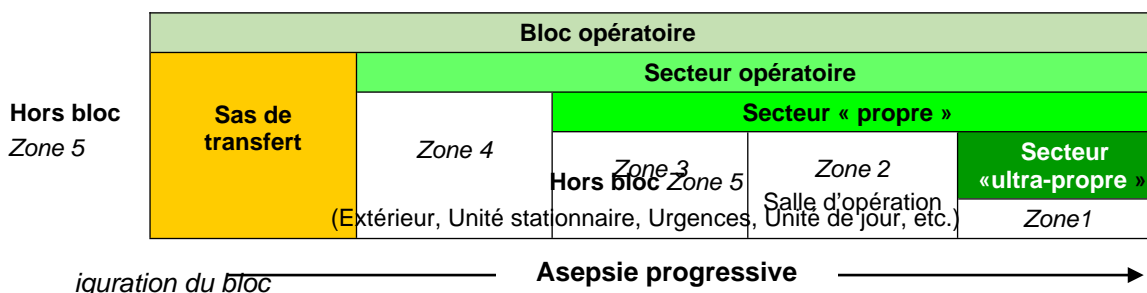 Bloc opératoire
Secteur opératoire
Secteur « propre »
Hors bloc
Zone 5
Sas de
transfert
Zone 4
Zone 3
Zone 2
Salle d'opération
Secteur
«ultra-propre »
Zone1
Hors bloc Zone 5
(Extérieur, Unité stationnaire, Urgences, Unité de jour, etc.)
Asepsie progressive
iguration du bloc